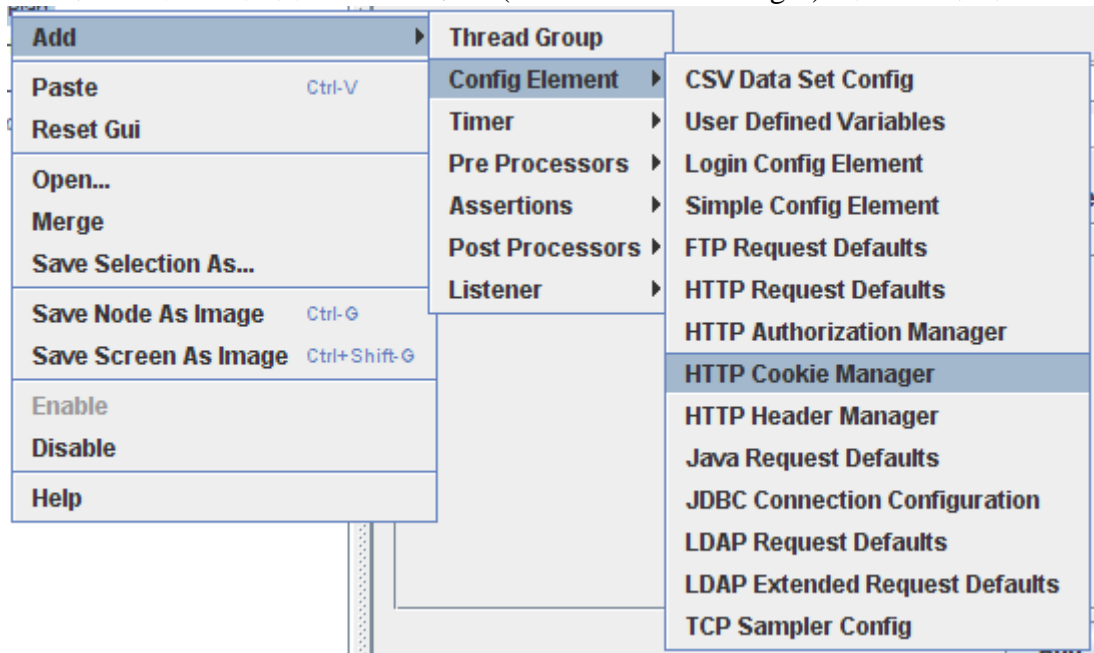 Add
Paste Ctrl-V
Reset Gui
Open...
Merge
Save Selection As...
Save Node As Image Ctrl-G
Save Screen As Image Ctrl+Shift-G
Enable
Disable
Help
Thread Group
Config Element
Timer
Pre Processors
Assertions
Post Processors
Listener
CSV Data Set Config
User Defined Variables
Login Config Element
Simple Config Element
FTP Request Defaults
HTTP Request Defaults
HTTP Authorization Manager
HTTP Cookie Manager
HTTP Header Manager
Java Request Defaults
JDBC Connection Configuration
LDAP Request Defaults
LDAP Extended Request Defaults
TCP Sampler Config